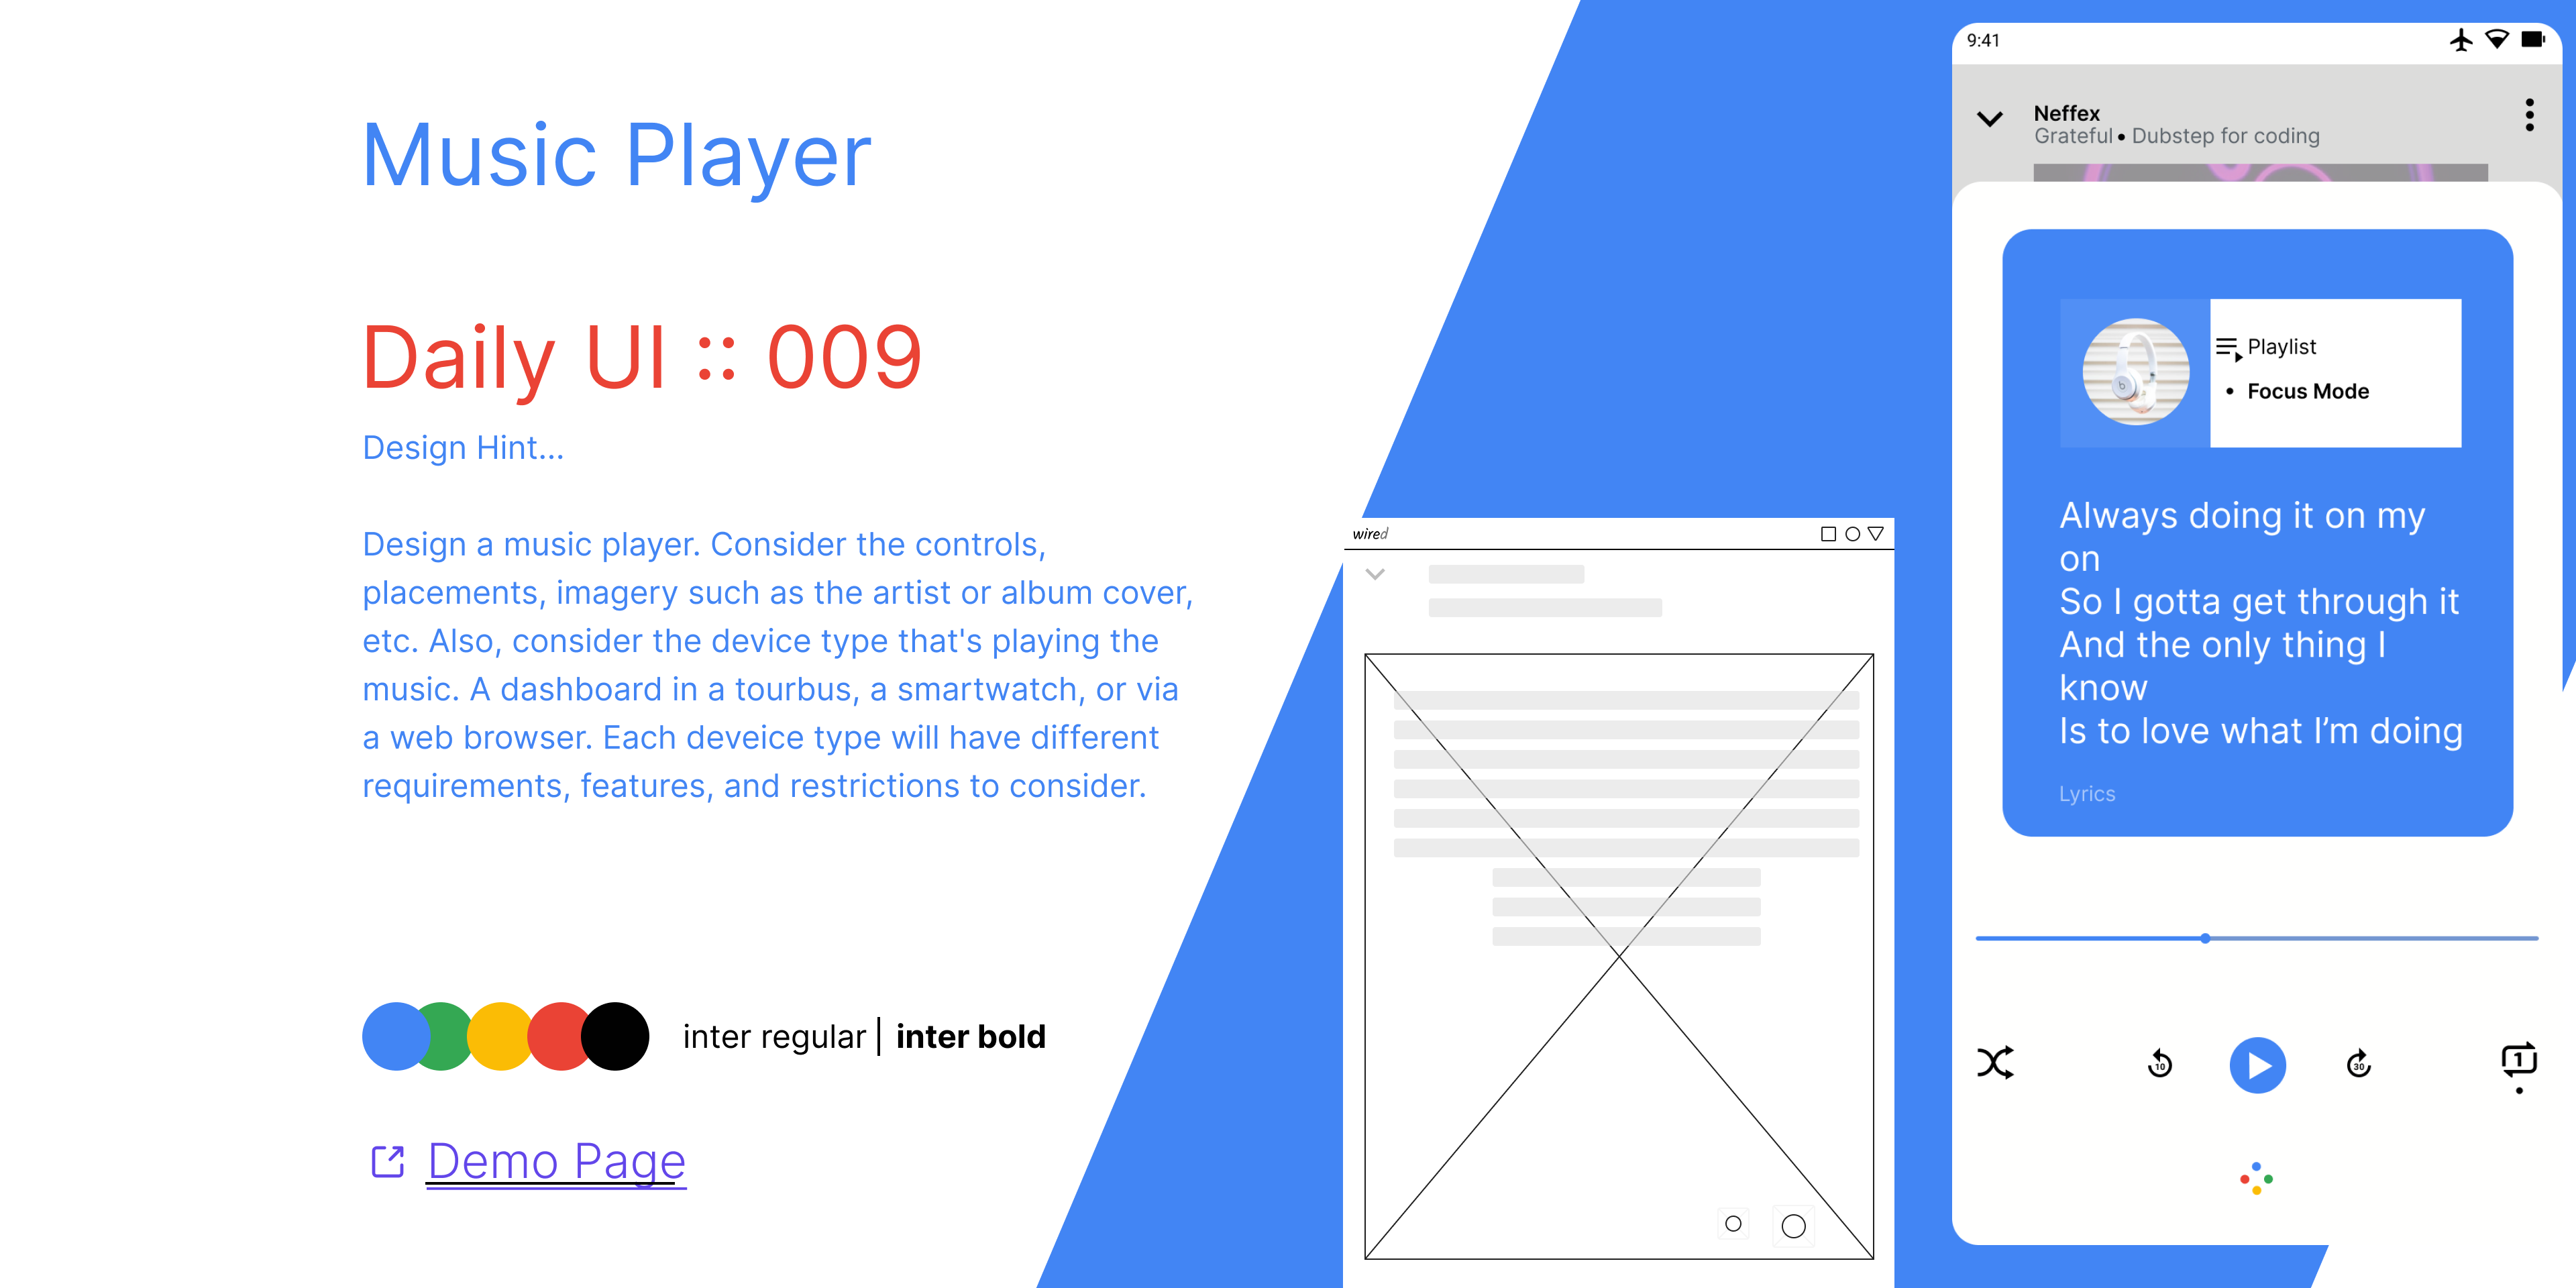 Music Player
Daily UI :: 009
Design Hint...
Design a music player. Consider the controls,
placements, imagery such as the artist or album cover,
etc. Also, consider the device type that's playing the
music. A dashboard in a tourbus, a smartwatch, or via
a web browser. Each deveice type will have different
requirements, features, and restrictions to consider.
inter regular | inter bold
Demo Page
wired
9:41
Neffex
Grateful • Dubstep for coding
Playlist
• Focus Mode
Always doing it on my
on
So I gotta get through it
And the only thing I
know
Is to love what I’m doing
Lyrics
10
30
1